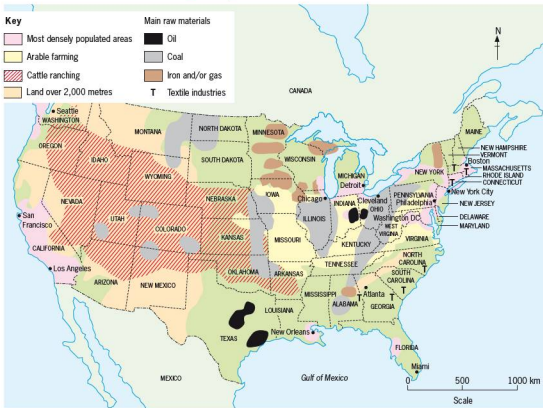 Key
Most densely populated areas
Arable farming
Cattle ranching
Land over 2,000 metres
Main raw materials
Oil
Coal
Iron and/or gas
T Textile industries
N
CANADA
Seattle
WASHINGTON
OREGON
IDAHO
MONTANA
NORTH DAKOTA
SOUTH DAKOTA
MINNESOTA
WISCONSIN
MICHIGAN
Detroit
MAINE
NEW HAMPSHIRE
VERMONT
Boston
MASSACHUSETTS
RHODE ISLAND
CONNECTICUT
NEW YORK
New York City
NEW JERSEY
DELAWARE
MARYLAND
WYOMING
NEBRASKA
IOWA
Chicago
INDIANA
Cleveland
OHIO
PENNSYLVANIA
Philadelphia
Washington DC
WEST
VIRGINIA
VIRGINIA
NEVADA
UTAH
COLORADO
KANSAS
MISSOURI
ILLINOIS
KENTUCKY
San
Francisco
CALIFORNIA
Los Angeles
ARIZONA
NEW MEXICO
OKLAHOMA
ARKANSAS
TENNESSEE
NORTH
CAROLINA
SOUTH
CAROLINA
MISSISSIPPI
ALABAMA
Atlanta
GEORGIA
TEXAS
LOUISIANA
New Orleans
FLORIDA
Miami
MEXICO
Gulf of Mexico
T
T
T
T
T
T
0 500 1000 km
Scale